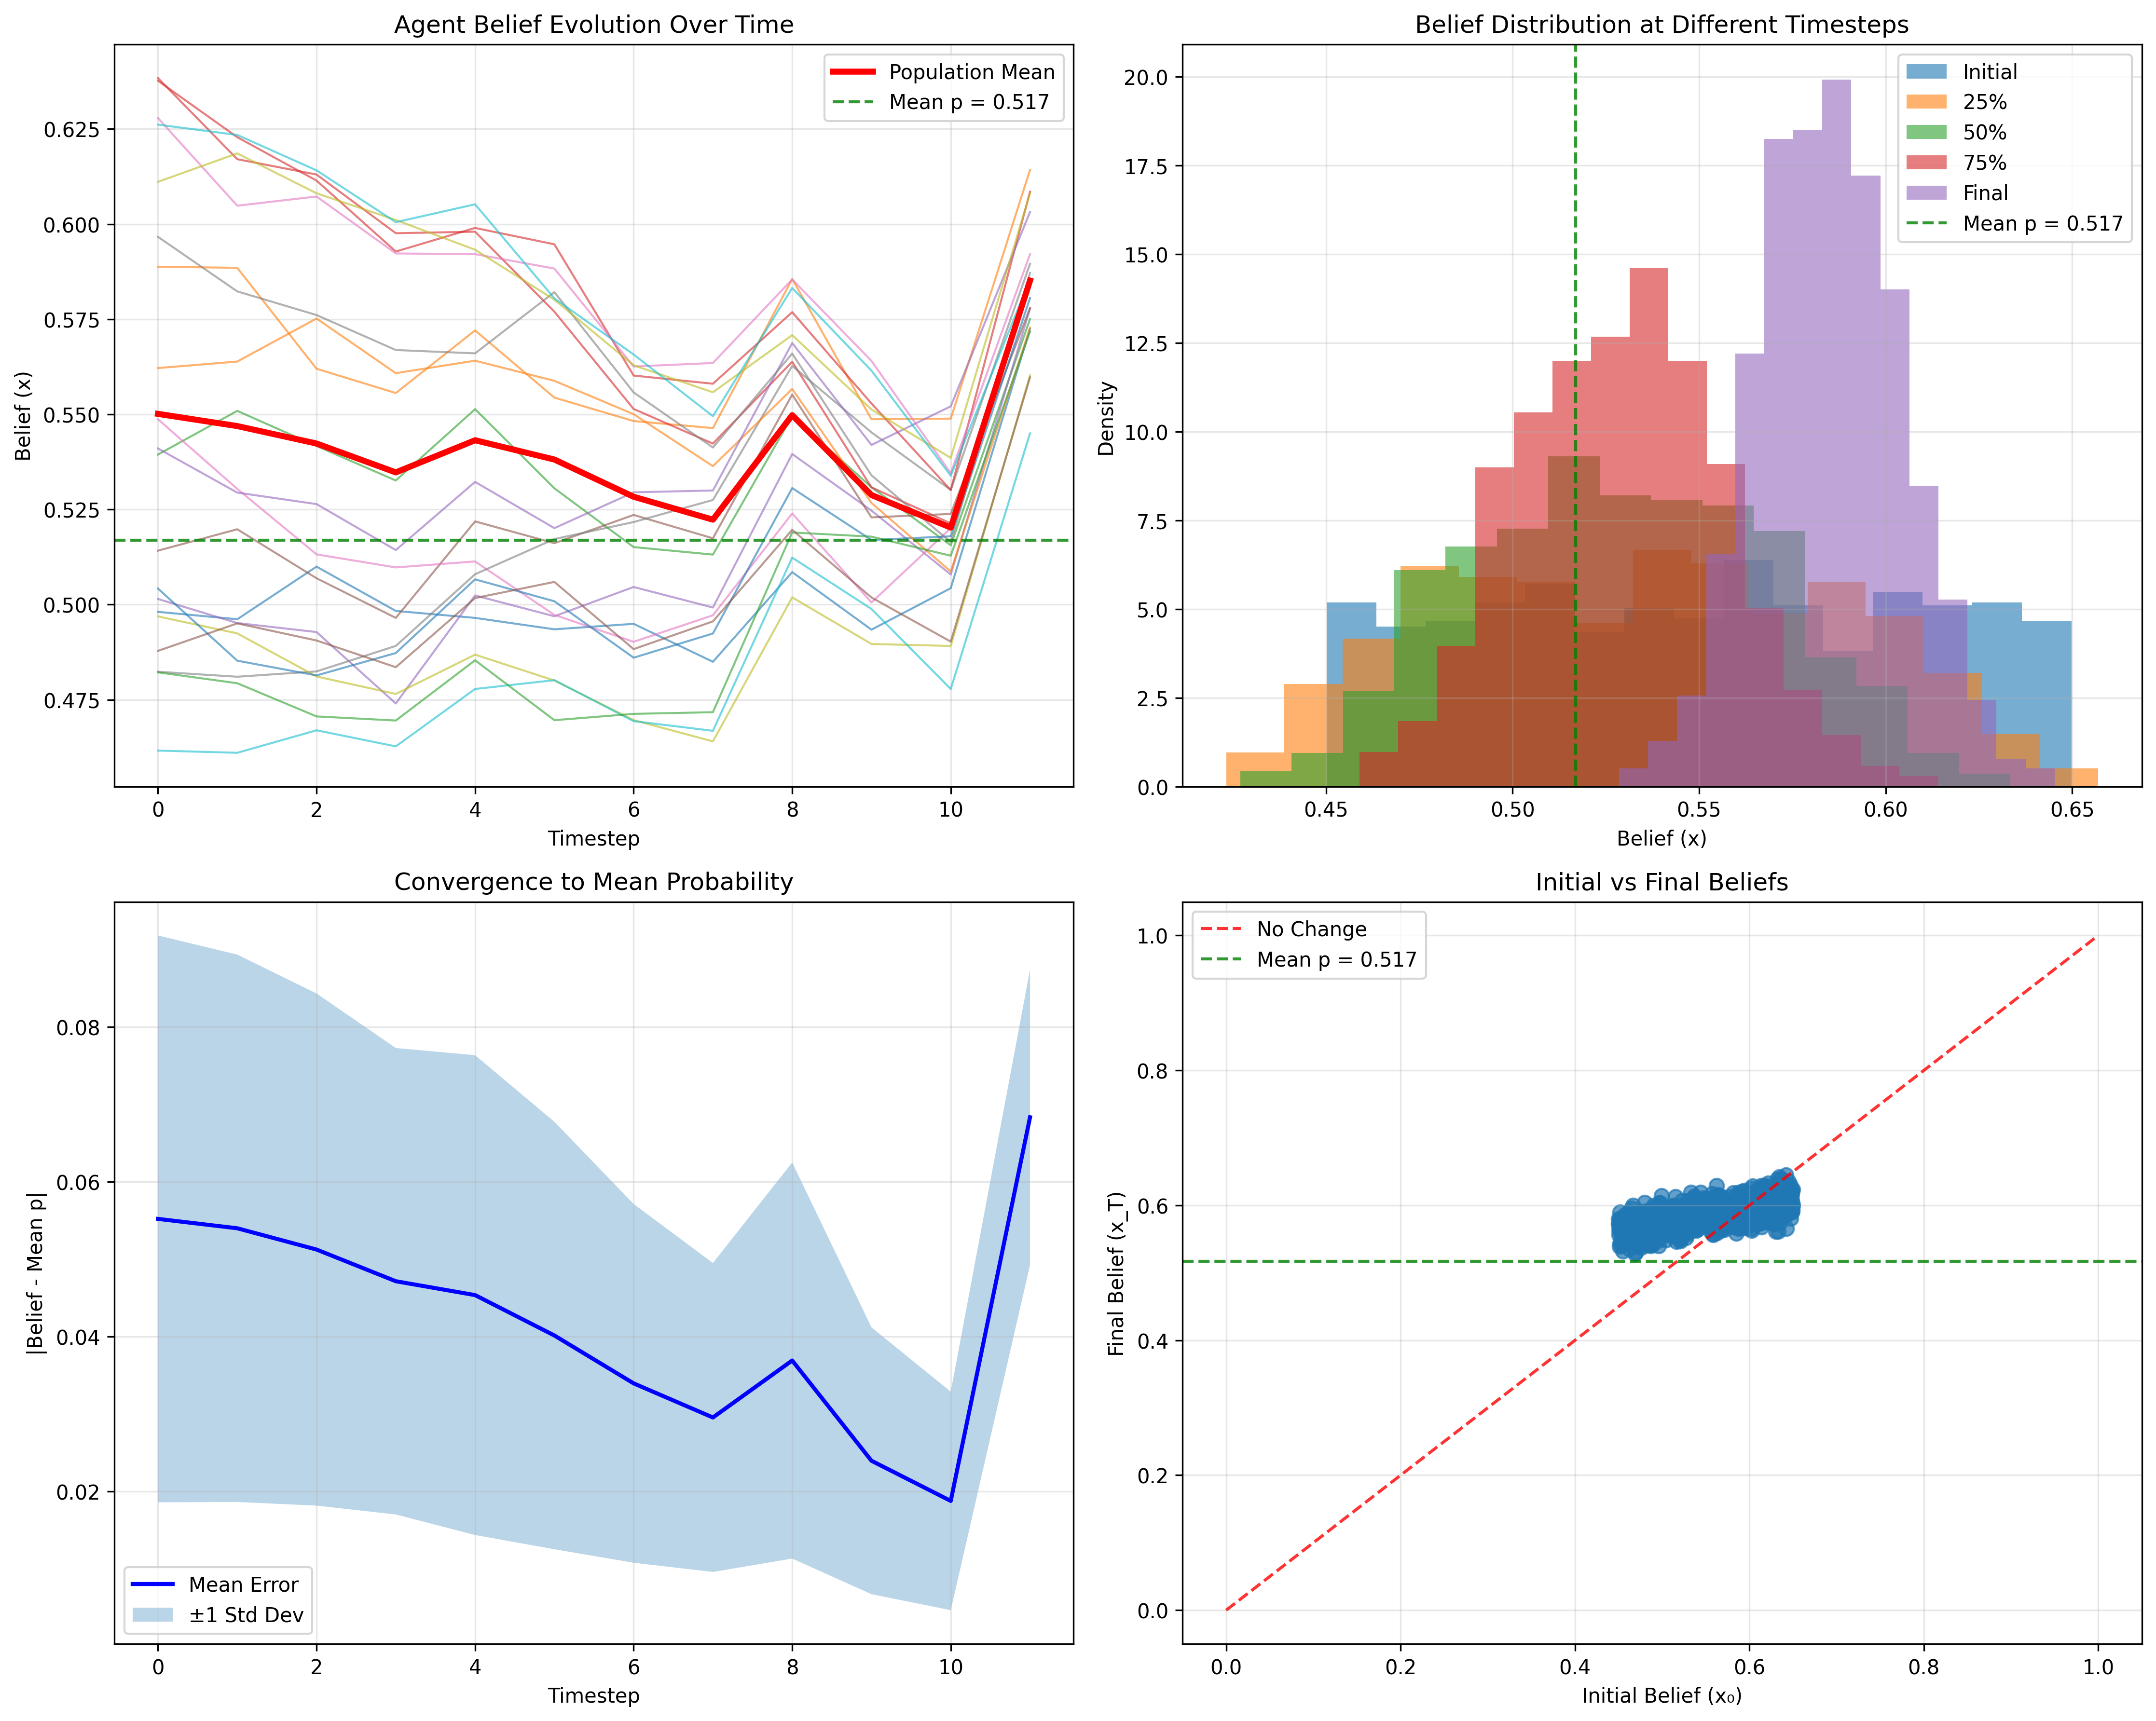 Agent Belief Evolution Over Time
Population Mean
Mean p = 0.517
Belief (x)
0.625
0.600
0.575
0.550
0.525
0.500
0.475
0
2
4
6
8
10
Timestep
Belief Distribution at Different Timesteps
Initial
25%
50%
75%
Final
Mean p = 0.517
Density
20.0
17.5
15.0
12.5
10.0
7.5
5.0
2.5
0.0
0.45
0.50
0.55
0.60
0.65
Belief (x)
Convergence to Mean Probability
|Belief - Mean p|
0.08
0.06
0.04
0.02
Mean Error
±1 Std Dev
0
2
4
6
8
10
Timestep
Initial vs Final Beliefs
No Change
Mean p = 0.517
Final Belief (x_T)
1.0
0.8
0.6
0.4
0.2
0.0
0.0
0.2
0.4
0.6
0.8
1.0
Initial Belief (x₀)